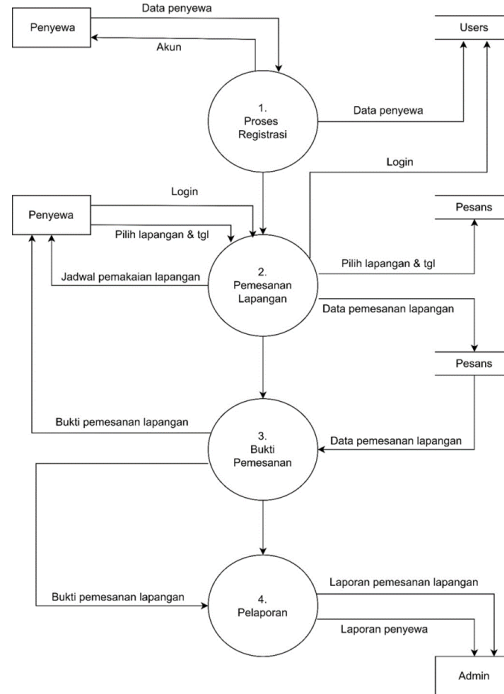 Data penyewa
Penyewa
Users
Akun
1.
Proses
Registrasi
Data penyewa
Login
Login
Penyewa
Pesans
Pilih lapangan & tgl
2.
Pemesanan
Lapangan
Pilih lapangan & tgl
Jadwal pemakaian lapangan
Data pemesanan lapangan
Pesans
Bukti pemesanan lapangan
3.
Bukti
Pemesanan
Data pemesanan lapangan
Laporan pemesanan lapangan
Bukti pemesanan lapangan
4.
Pelaporan
Laporan penyewa
Admin